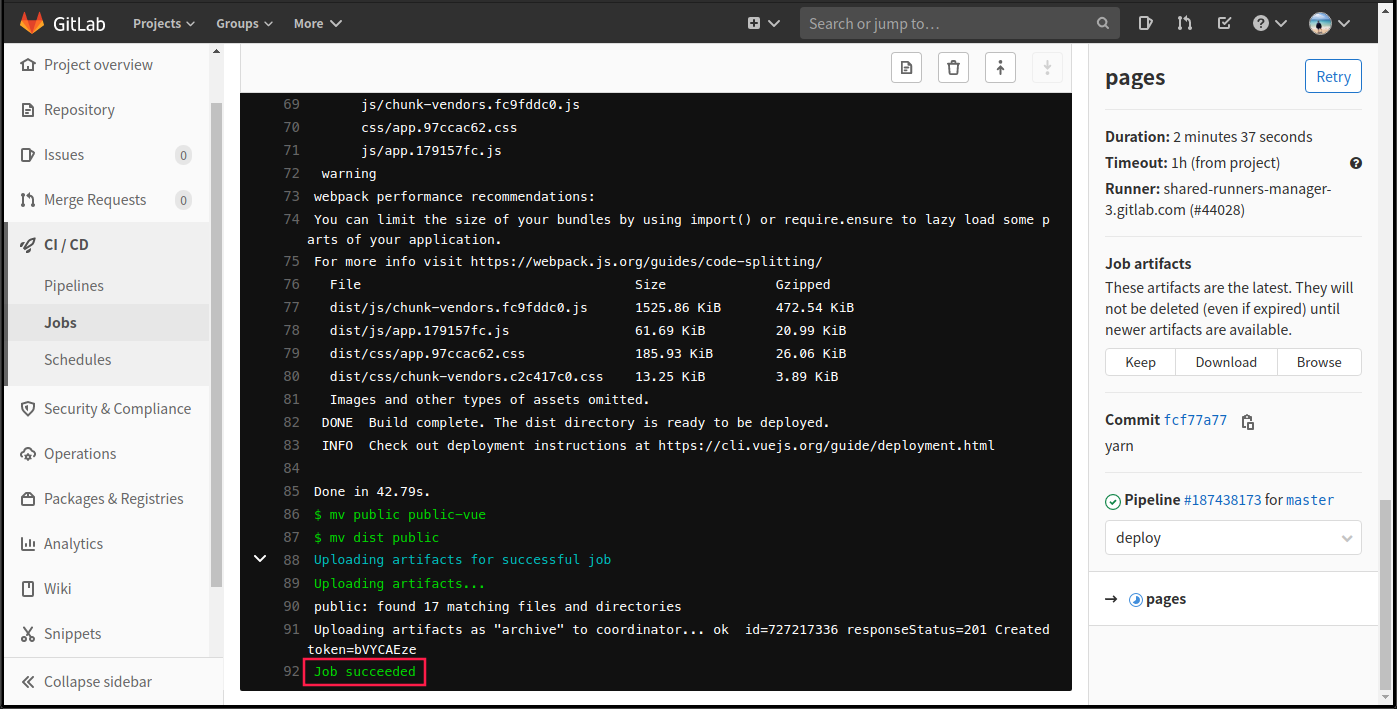 GitLab
Projects
Groups
More
Search or jump to…
Project overview
Repository
Issues 0
Merge Requests 0
CI / CD
Pipelines
Jobs
Schedules
Security & Compliance
Operations
Packages & Registries
Analytics
Wiki
Snippets
Collapse sidebar
69 js/chunk-vendors.fc9fddc0.js
70 css/app.97ccac62.css
71 js/app.179157fc.js
72 warning
73 webpack performance recommendations:
74 You can limit the size of your bundles by using import() or require.ensure to lazy load some p
arts of your application.
75 For more info visit https://webpack.js.org/guides/code-splitting/
76 File Size Gzipped
77 dist/js/chunk-vendors.fc9fddc0.js 1525.86 KiB 472.54 KiB
78 dist/js/app.179157fc.js 61.69 KiB 20.99 KiB
79 dist/css/app.97ccac62.css 185.93 KiB 26.06 KiB
80 dist/css/chunk-vendors.c2c417c0.css 13.25 KiB 3.89 KiB
81 Images and other types of assets omitted.
82 DONE Build complete. The dist directory is ready to be deployed.
83 INFO Check out deployment instructions at https://cli.vuejs.org/guide/deployment.html
84
85 Done in 42.79s.
86 $ mv public public-vue
87 $ mv dist public
88 Uploading artifacts for successful job
89 Uploading artifacts...
90 public: found 17 matching files and directories
91 Uploading artifacts as "archive" to coordinator... ok id=727217336 responseStatus=201 Created
token=bVYCAEze
92 Job succeeded
pages
Retry
Duration: 2 minutes 37 seconds
Timeout: 1h (from project)
Runner: shared-runners-manager-
3.gitlab.com (#44028)
Job artifacts
These artifacts are the latest. They will
not be deleted (even if expired) until
newer artifacts are available.
Keep Download Browse
Commit fcf77a77
yarn
Pipeline #187438173 for master
deploy
→ pages